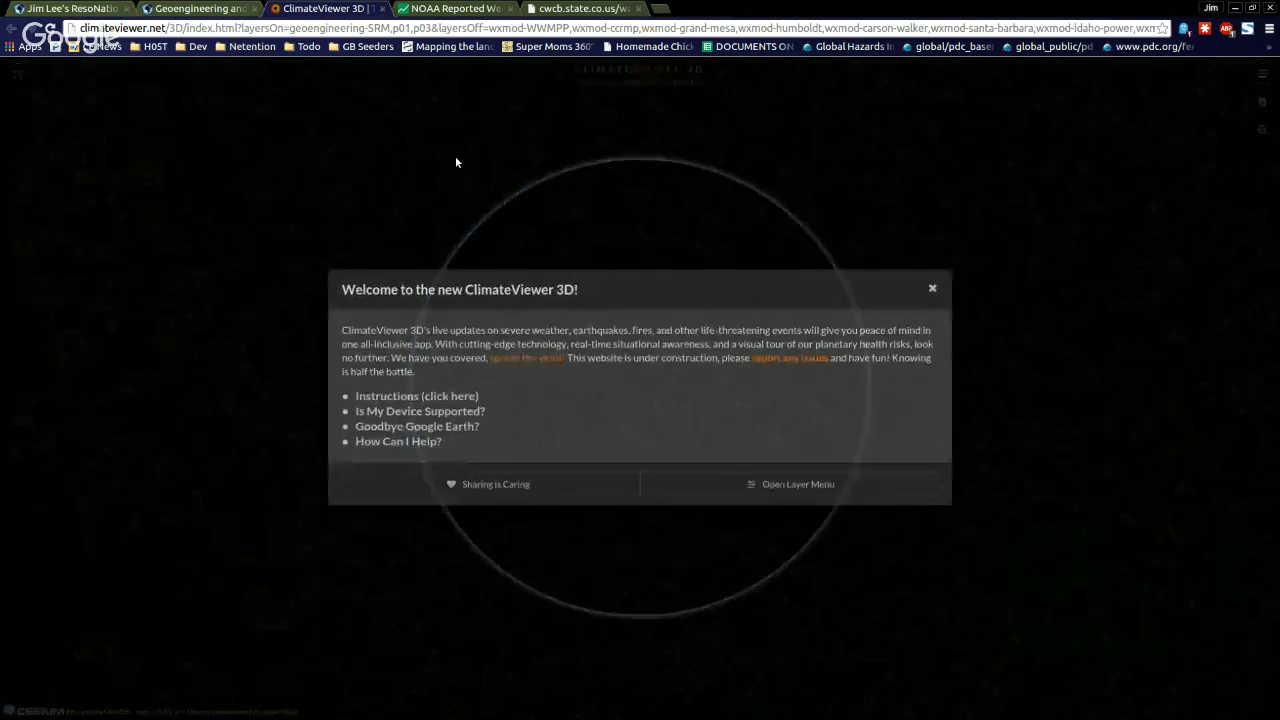 Jim Lee's ResoNatio
Geoengineering and
ClimateViewer 3D | T
NOAA Reported We
cwcb.state.co.us/wa
Jim
climateviewer.net/3D/index.html?layersOn=geoengineering-SRM,p01,p03&layersOff=wxmod-WWMPP,wxmod-ccrmp,wxmod-grand-mesa,wxmod-humboldt,wxmod-carson-walker,wxmod-santa-barbara,wxmod-idaho-power,wxm
Google
Apps
News
H05T
Dev
Netention
Todo
GB Seeders
Mapping the lan
Super Moms 360°
Homemade Chick
DOCUMENTS ON
Global Hazards In
global/pdc_base
global_public/pd
www.pdc.org/fe
CLIMATEVIEWER 3D
Welcome to the new ClimateViewer 3D!
ClimateViewer 3D's live updates on severe weather, earthquakes, fires, and other life-threatening events will give you peace of mind in
one all-inclusive app. With cutting-edge technology, real-time situational awareness, and a visual tour of our planetary health risks, look
no further. We have you covered, spread the word! This website is under construction, please report any issues and have fun! Knowing
is half the battle.
Instructions (click here)
Is My Device Supported?
Goodbye Google Earth?
How Can I Help?
Sharing is Caring
Open Layer Menu
CESIUM